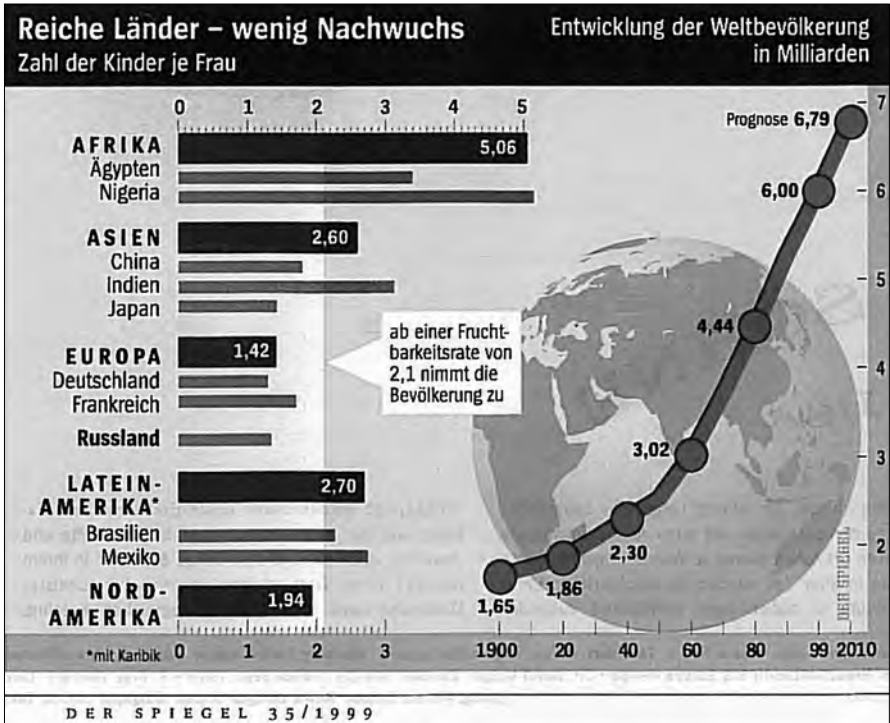 Reiche Länder – wenig Nachwuchs
Zahl der Kinder je Frau
Entwicklung der Weltbevölkerung
in Milliarden
0 1 2 3 4 5
AFRIKA 5,06
Ägypten
Nigeria
ASIEN 2,60
China
Indien
Japan
EUROPA 1,42
Deutschland
Frankreich
Russland
LATEIN-
AMERIKA* 2,70
Brasilien
Mexiko
NORD-
AMERIKA 1,94
0 1 2 3
*mit Karibik
ab einer Frucht-
barkeitsrate von
2,1 nimmt die
Bevölkerung zu
7
Prognose 6,79
6,00
6
5
4,44
4
3,02
3
2,30
2
1,86
1,65
1900 20 40 60 80 99 2010
DER SPIEGEL
DER SPIEGEL 35/1999